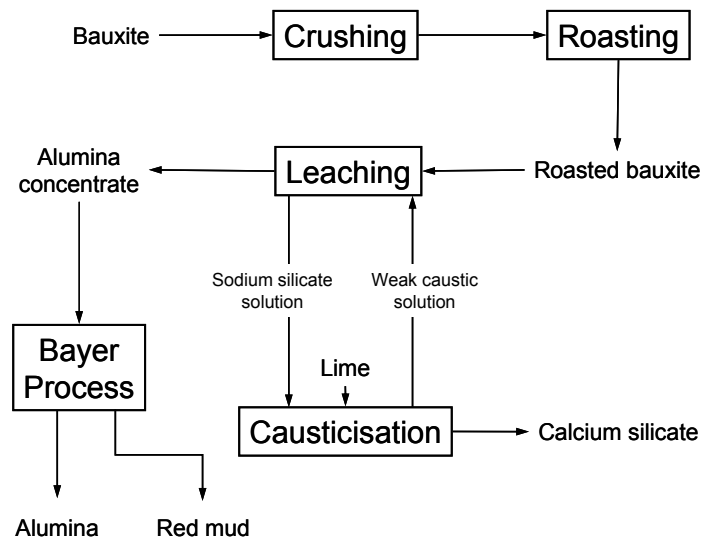 Bauxite
Crushing
Roasting
Alumina
concentrate
Leaching
Roasted bauxite
Sodium silicate
solution
Weak caustic
solution
Bayer
Process
Lime
Causticisation
Calcium silicate
Alumina
Red mud